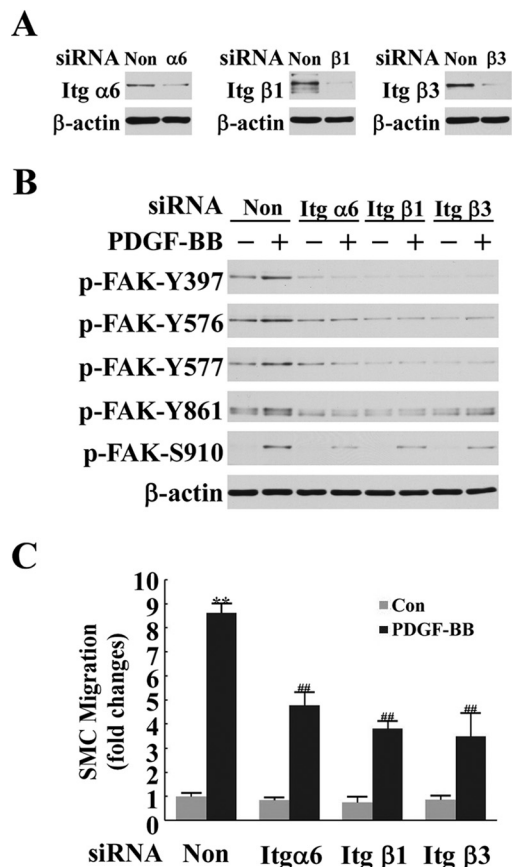 A
siRNA Non α6 siRNA Non β1 siRNA Non β3
Itg α6 Itg β1 Itg β3
β-actin β-actin β-actin
B
siRNA Non Itg α6 Itg β1 Itg β3
PDGF-BB − + − + − + − +
p-FAK-Y397
p-FAK-Y576
p-FAK-Y577
p-FAK-Y861
p-FAK-S910
β-actin
C
SMC Migration
(fold changes)
10
9
8
7
6
5
4
3
2
1
0
**
##
##
##
Con
PDGF-BB
siRNA Non Itgα6 Itg β1 Itg β3